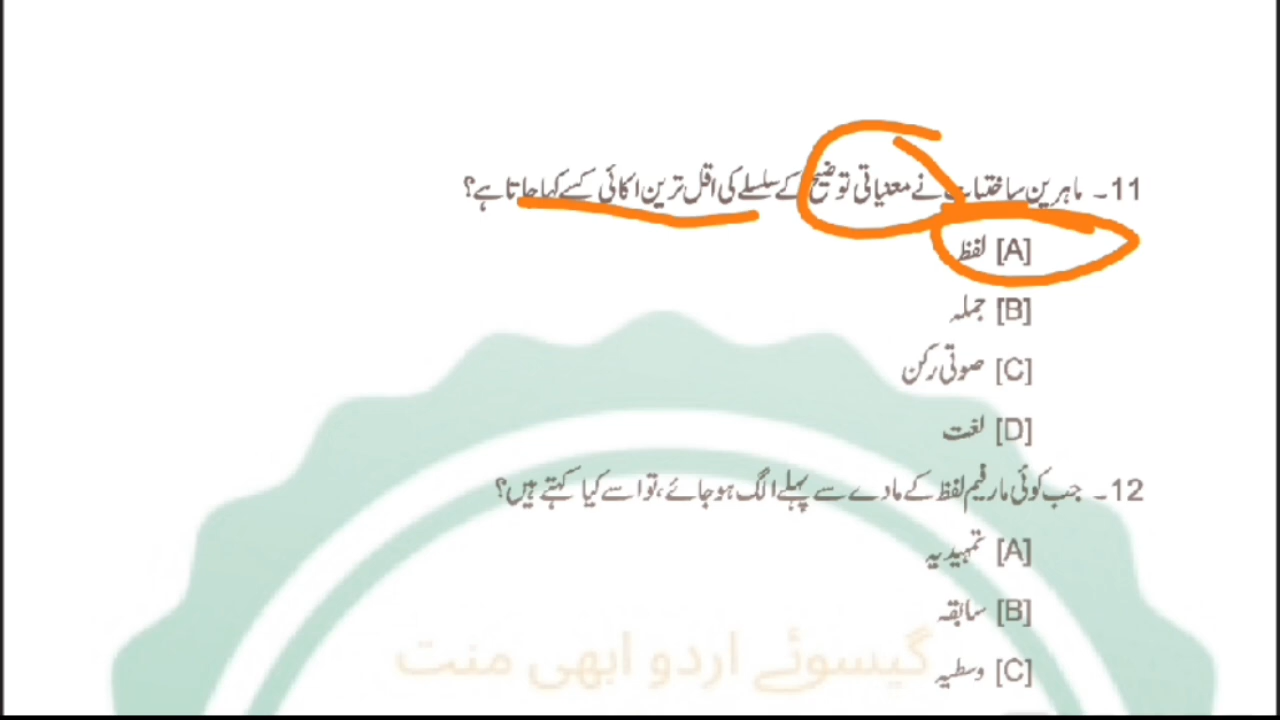 11۔ ماہرین ساختیات نے معنیاتی توضیح کے سلسلے کی اقل ترین اکائی کسے کہا جاتا ہے؟
[A] لفظ
[B] جملہ
[C] صوتی رکن
[D] لغت
12۔ جب کوئی مارفیم لفظ کے مادے سے پہلے الگ ہو جائے، تو اسے کیا کہتے ہیں؟
[A] تمہیدیہ
[B] سابقہ
[C] وسطیہ
گیسوئے اردو ابھی منت